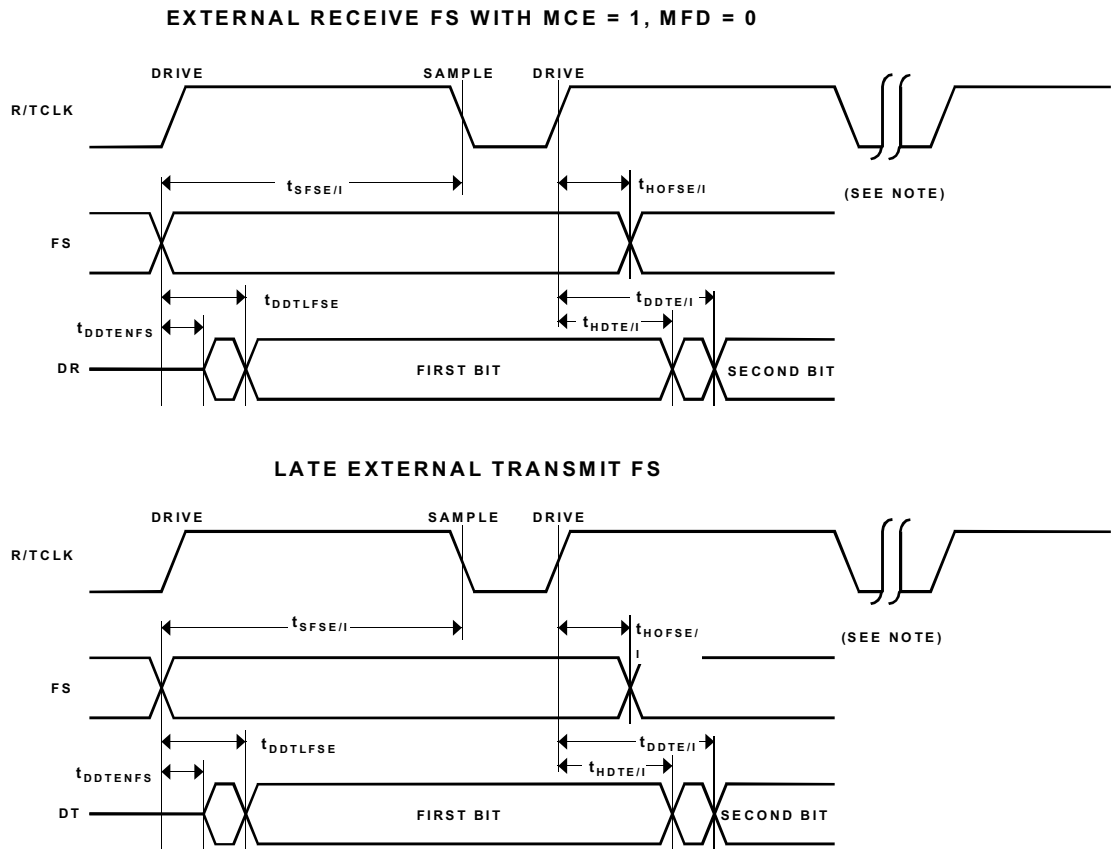 EXTERNAL RECEIVE FS WITH MCE = 1, MFD = 0
DRIVE SAMPLE DRIVE
R/TCLK
tSFSE/I tHOFSE/I
(SEE NOTE)
FS
tDDTLFSE tDDTE/I
tDDTENFS tHDTE/I
DR FIRST BIT SECOND BIT
LATE EXTERNAL TRANSMIT FS
DRIVE SAMPLE DRIVE
R/TCLK
tSFSE/I tHOFSE/
I
(SEE NOTE)
FS
tDDTLFSE tDDTE/I
tDDTENFS tHDTE/I
DT FIRST BIT SECOND BIT